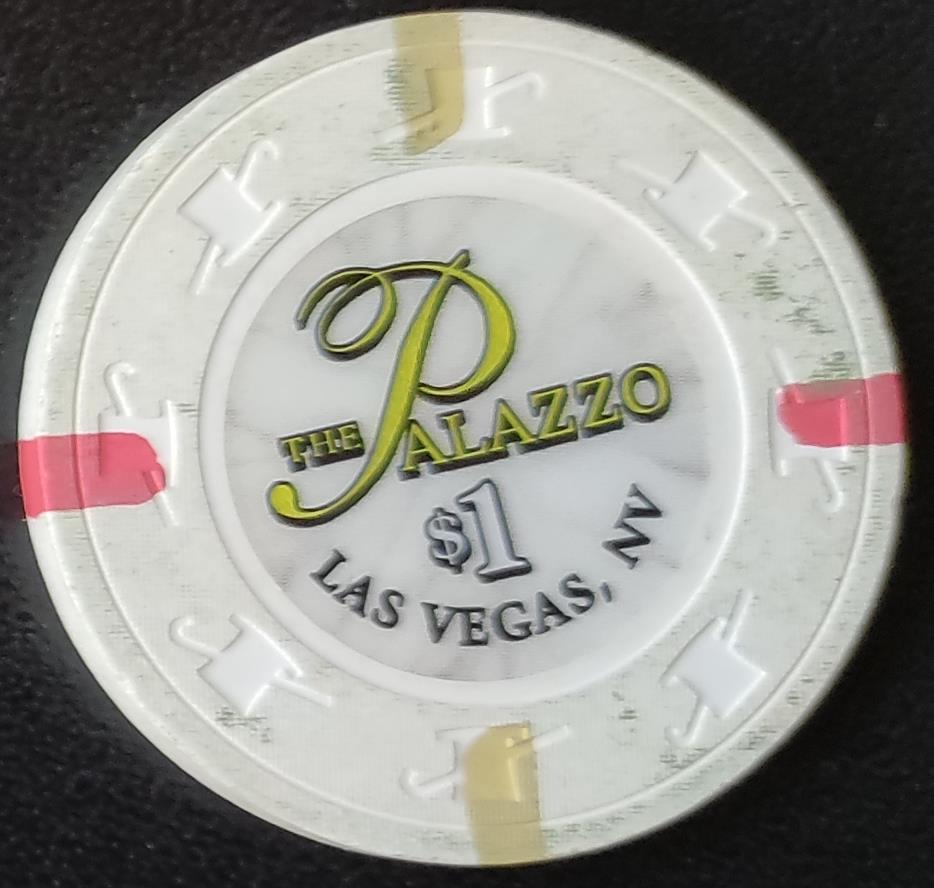 THE PALAZZO
$1
LAS VEGAS, NV